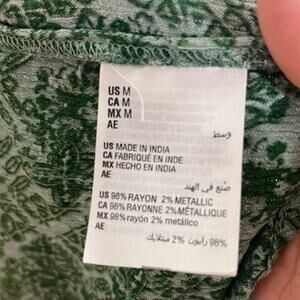 US M
CA M
MX M
AE
وسط
US MADE IN INDIA
CA FABRIQUÉ EN INDE
MX HECHO EN INDIA
AE
صنع في الهند
US 98% RAYON 2% METALLIC
CA 98% RAYONNE 2% MÉTALLIQUE
MX 98% rayón 2% metálico
AE
98% رايون 2% ميتلايك